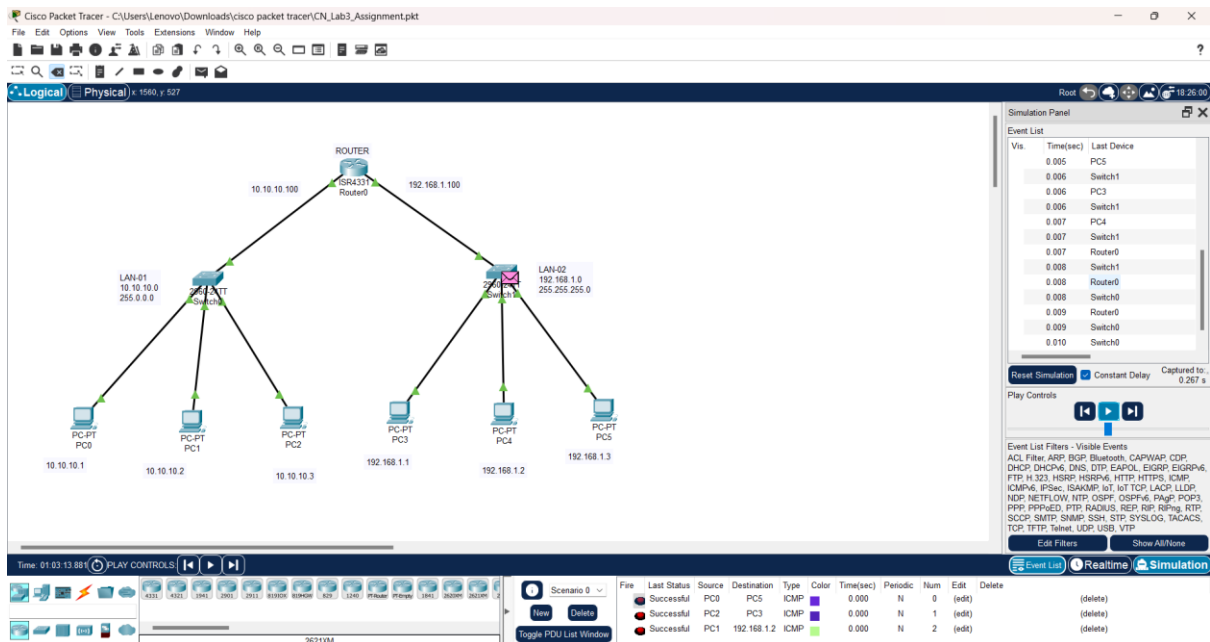 Cisco Packet Tracer - C:\Users\Lenovo\Downloads\cisco packet tracer\CN_Lab3_Assignment.pkt
File Edit Options View Tools Extensions Window Help
?
Logical Physical x: 1560, y: 527
Root 18:26:00
ROUTER
ISR4331
Router0
10.10.10.100
192.168.1.100
LAN-01
10.10.10.0
255.0.0.0
Switch0
LAN-02
192.168.1.0
255.255.255.0
Switch1
PC-PT
PC0
PC-PT
PC1
PC-PT
PC2
PC-PT
PC3
PC-PT
PC4
PC-PT
PC5
10.10.10.1
10.10.10.2
10.10.10.3
192.168.1.1
192.168.1.2
192.168.1.3
Simulation Panel
Event List
Vis. Time(sec) Last Device
0.005 PC5
0.006 Switch1
0.006 PC3
0.006 Switch1
0.007 PC4
0.007 Switch1
0.007 Router0
0.008 Switch1
0.008 Router0
0.008 Switch0
0.009 Router0
0.009 Switch0
0.010 Switch0
Reset Simulation Constant Delay Captured to:
0.267 s
Play Controls
Event List Filters - Visible Events
ACL Filter, ARP, BGP, Bluetooth, CAPWAP, CDP,
DHCP, DHCPv6, DNS, DTP, EAPOL, EIGRP, EIGRPv6,
FTP, H.323, HSRP, HSRPv6, HTTP, HTTPS, ICMP,
ICMPv6, IPSec, ISAKMP, IoT, IoT TCP, LACP, LLDP,
NDP, NETFLOW, NTP, OSPF, OSPFv6, PAgP, POP3,
PPP, PPPoED, PTP, RADIUS, REP, RIP, RIPng, RTP,
SCCP, SMTP, SNMP, SSH, STP, SYSLOG, TACACS,
TCP, TFTP, Telnet, UDP, USB, VTP
Edit Filters Show All/None
Time: 01:03:13.881 PLAY CONTROLS:
Event List Realtime Simulation
4331 4321 1941 2901 2911 819IOX 819HGW 829 1240 PT-Router PT-Empty 1841 2620XM 2621XM
2621XM
Scenario 0
New Delete
Toggle PDU List Window
Fire Last Status Source Destination Type Color Time(sec) Periodic Num Edit Delete
Successful PC0 PC5 ICMP 0.000 N 0 (edit) (delete)
Successful PC2 PC3 ICMP 0.000 N 1 (edit) (delete)
Successful PC1 192.168.1.2 ICMP 0.000 N 2 (edit) (delete)